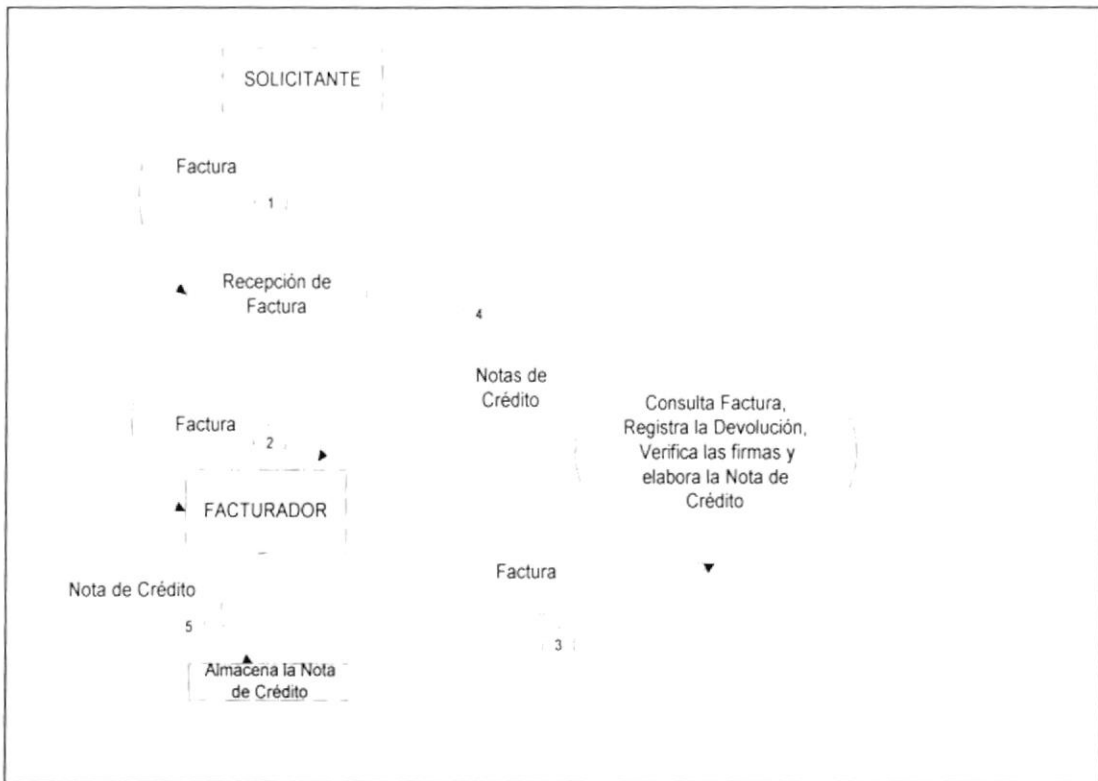 SOLICITANTE
Factura
1
Recepción de
Factura
4
Notas de
Crédito
Consulta Factura,
Registra la Devolución,
Verifica las firmas y
elabora la Nota de
Crédito
Factura
2
FACTURADOR
Factura
3
Nota de Crédito
5
Almacena la Nota
de Crédito